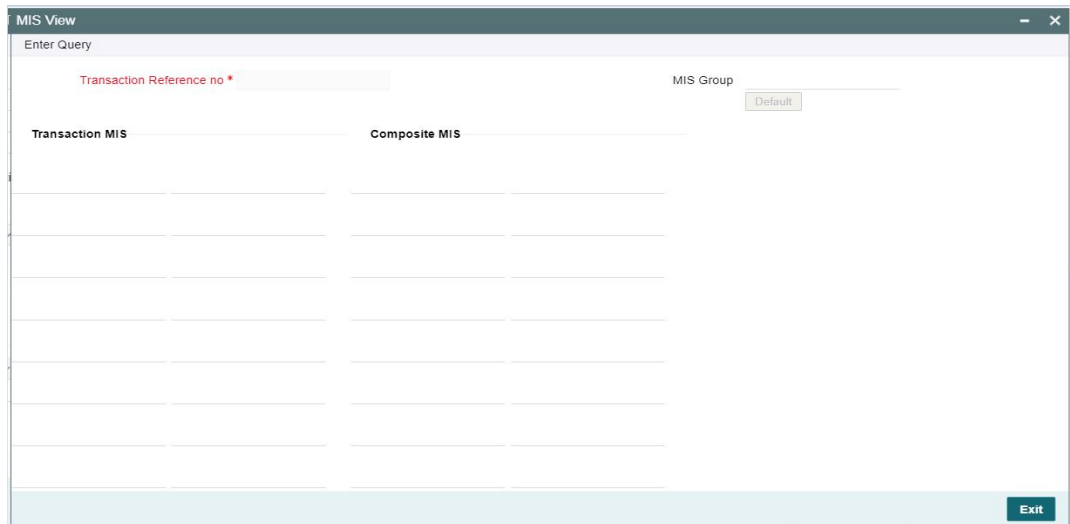 MIS View
Enter Query
Transaction Reference no *
MIS Group
Default
Transaction MIS
Composite MIS
Exit